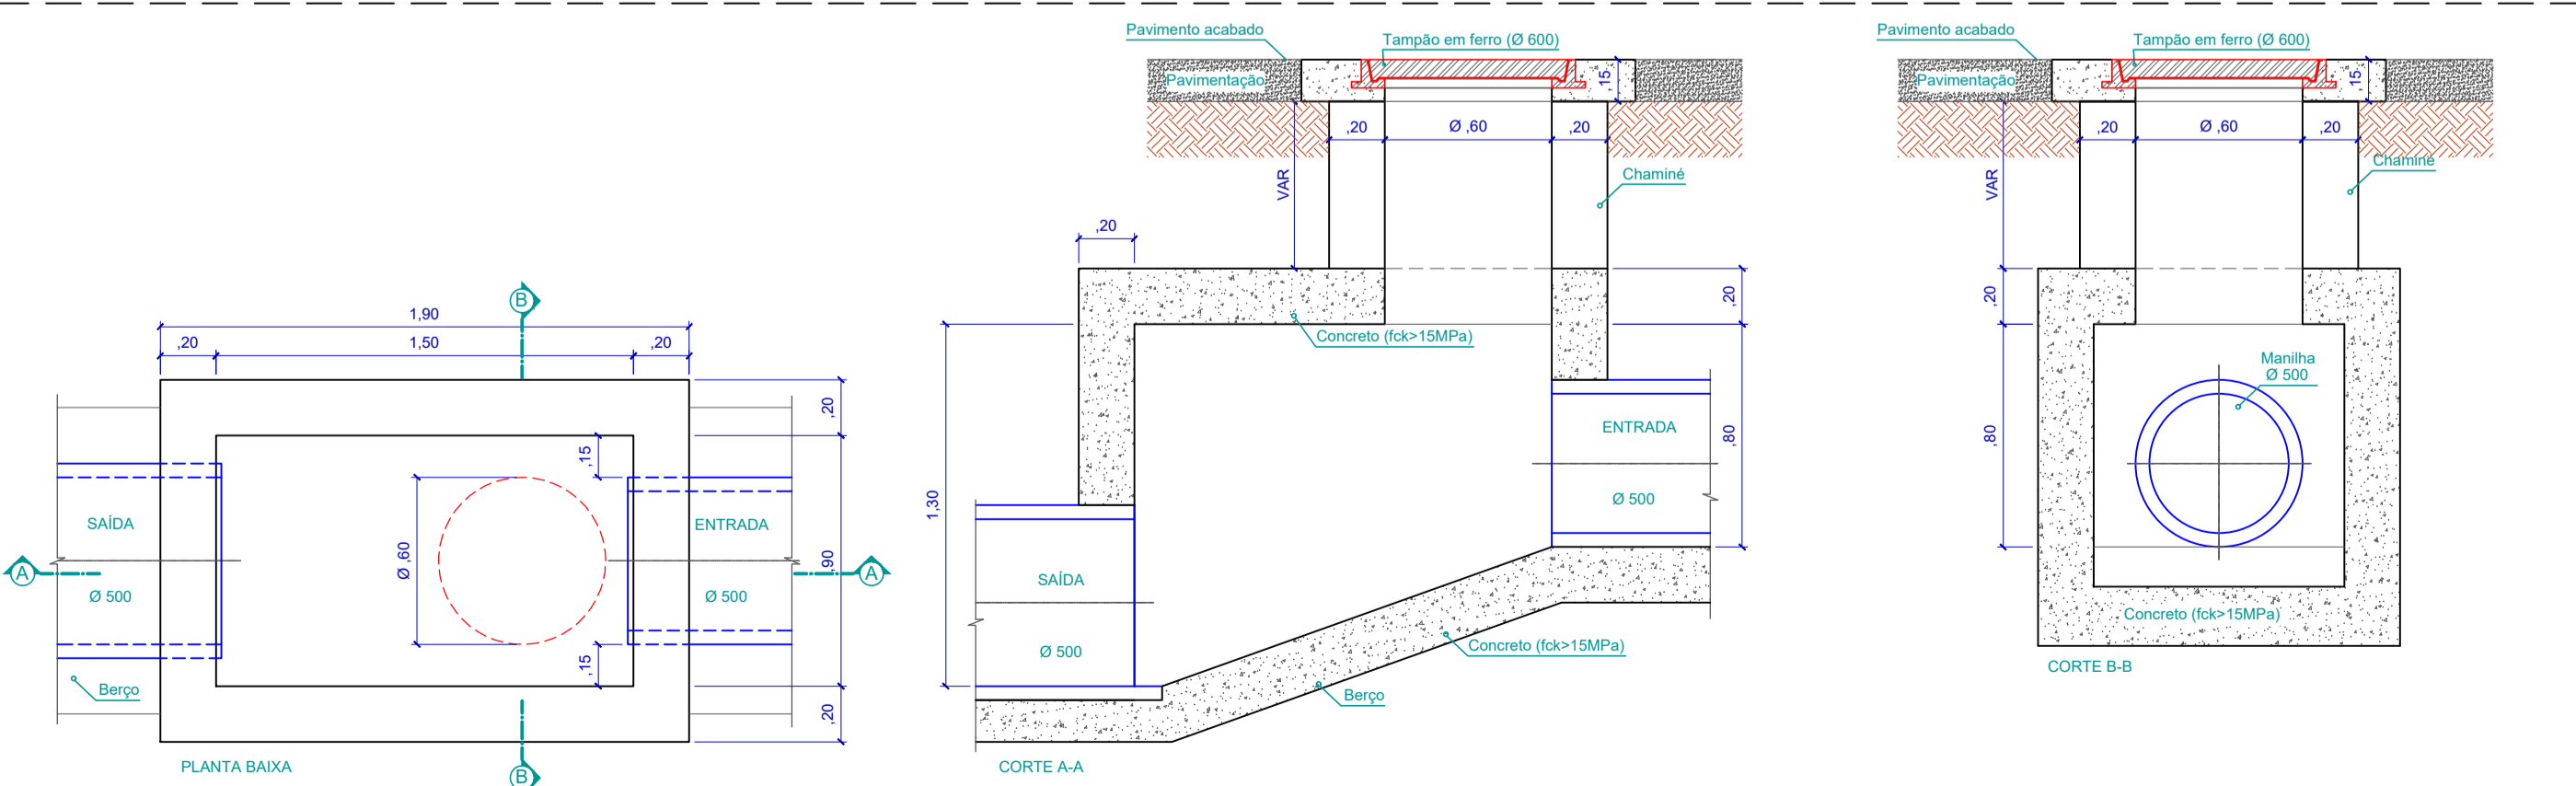 B
1,90
,20
1,50
,20
,20
,15
SAÍDA
ENTRADA
Ø ,60
,90
A
A
Ø 500
Ø 500
,15
Berço
,20
PLANTA BAIXA
B
Pavimento acabado
Tampão em ferro (Ø 600)
Pavimentação
,15
,20
Ø ,60
,20
VAR
Chaminé
,20
,20
Concreto (fck>15MPa)
ENTRADA
,80
Ø 500
1,30
SAÍDA
Ø 500
Concreto (fck>15MPa)
Berço
CORTE A-A
Pavimento acabado
Tampão em ferro (Ø 600)
Pavimentação
,15
,20
Ø ,60
,20
VAR
Chaminé
,20
Manilha
Ø 500
,80
Concreto (fck>15MPa)
CORTE B-B